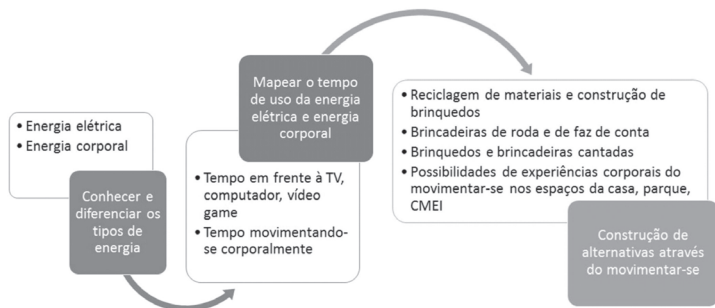 • Energia elétrica
• Energia corporal
Conhecer e
diferenciar os
tipos de
energia
Mapear o tempo
de uso da energia
elétrica e energia
corporal
• Tempo em frente à TV,
computador, vídeo
game
• Tempo movimentando-
se corporalmente
• Reciclagem de materiais e construção de
brinquedos
• Brincadeiras de roda e de faz de conta
• Brinquedos e brincadeiras cantadas
• Possibilidades de experiências corporais do
movimentar-se nos espaços da casa, parque,
CMEI
Construção de
alternativas através
do movimentar-se